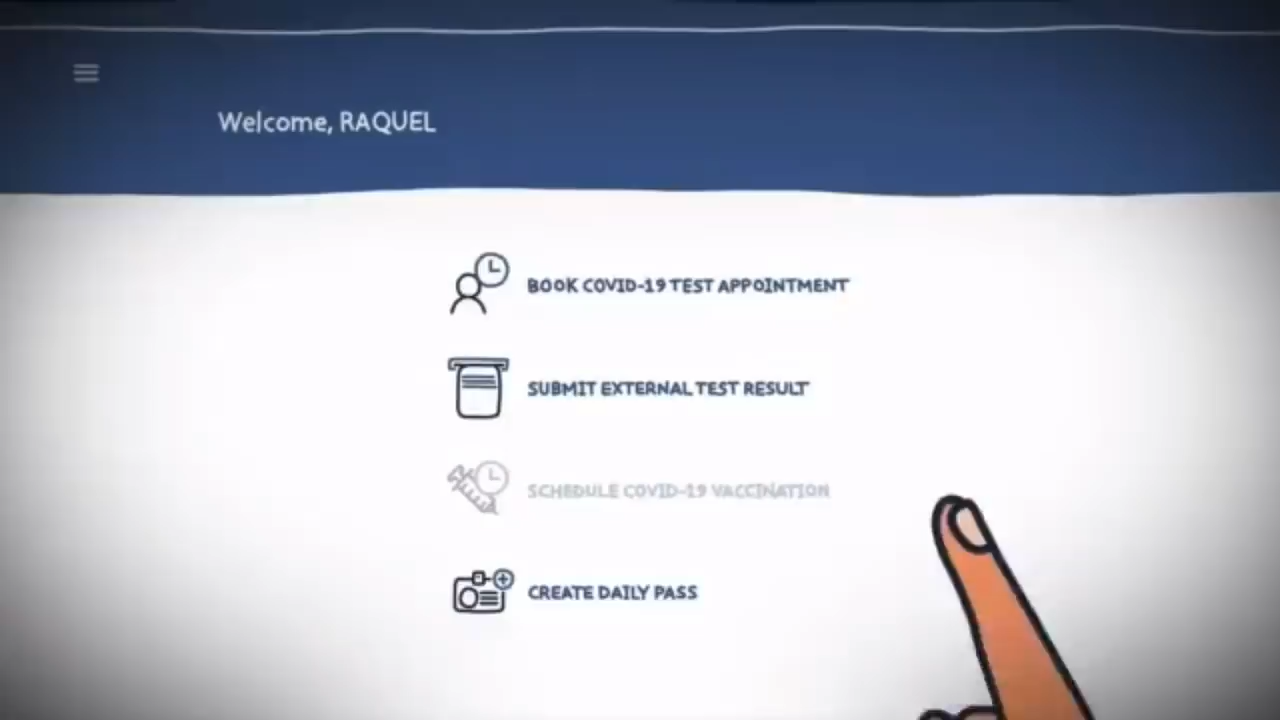 Welcome, RAQUEL
BOOK COVID-19 TEST APPOINTMENT
SUBMIT EXTERNAL TEST RESULT
SCHEDULE COVID-19 VACCINATION
CREATE DAILY PASS